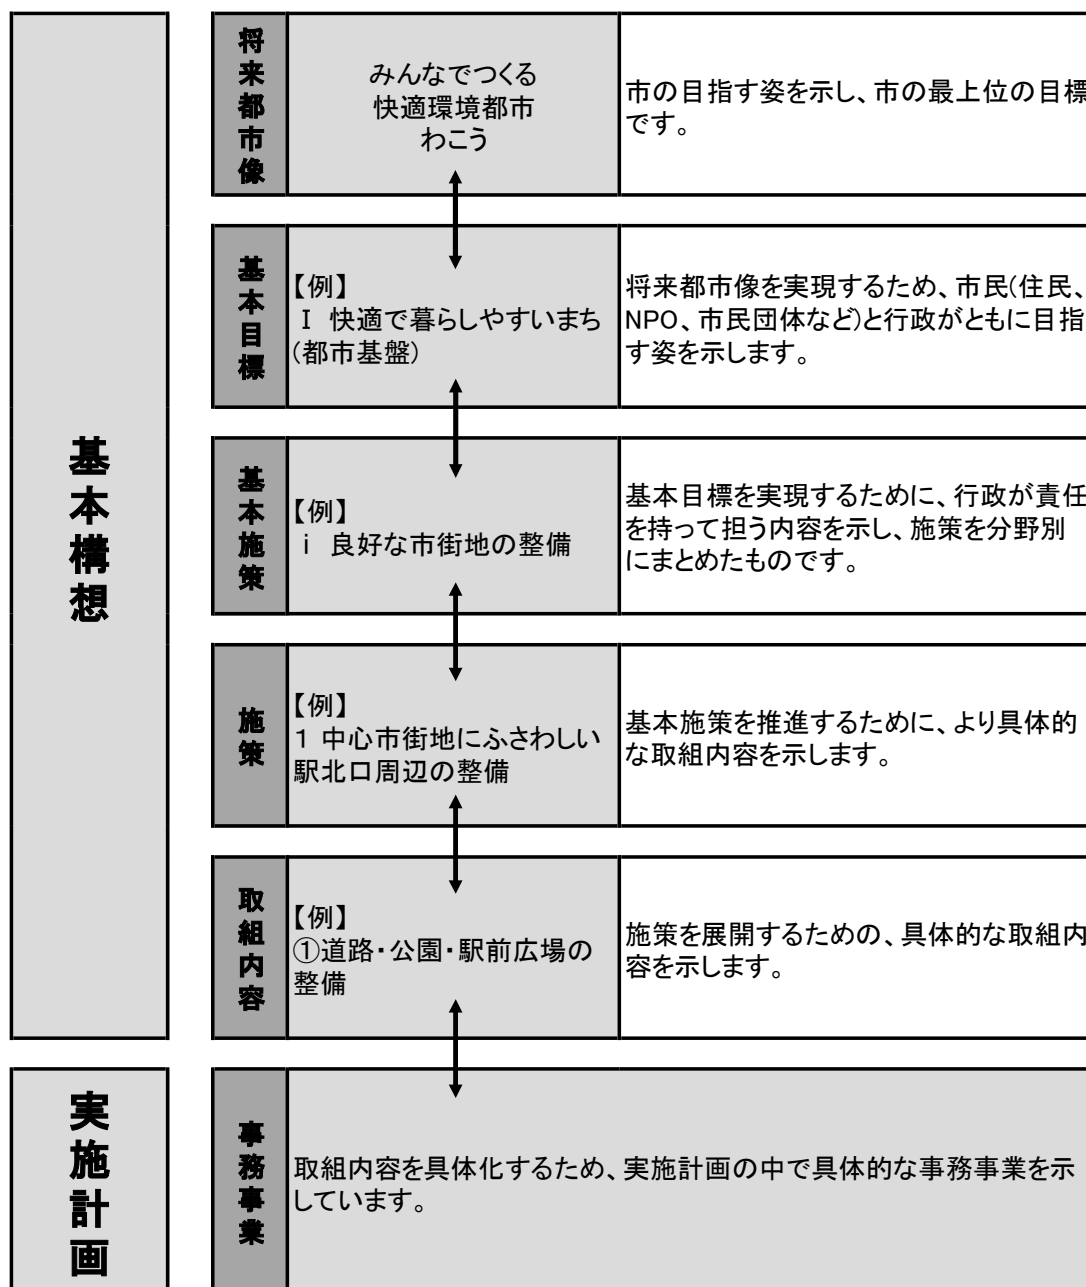 基本構想
将来都市像
みんなでつくる
快適環境都市
わこう
市の目指す姿を示し、市の最上位の目標
です。
基本目標
【例】
Ⅰ 快適で暮らしやすいまち
(都市基盤)
将来都市像を実現するため、市民(住民、
NPO、市民団体など)と行政がともに目指
す姿を示します。
基本施策
【例】
ⅰ 良好な市街地の整備
基本目標を実現するために、行政が責任
を持って担う内容を示し、施策を分野別
にまとめたものです。
施策
【例】
1 中心市街地にふさわしい
駅北口周辺の整備
基本施策を推進するために、より具体的
な取組内容を示します。
取組内容
【例】
①道路・公園・駅前広場の
整備
施策を展開するための、具体的な取組内
容を示します。
実施計画
事務事業
取組内容を具体化するため、実施計画の中で具体的な事務事業を示
しています。